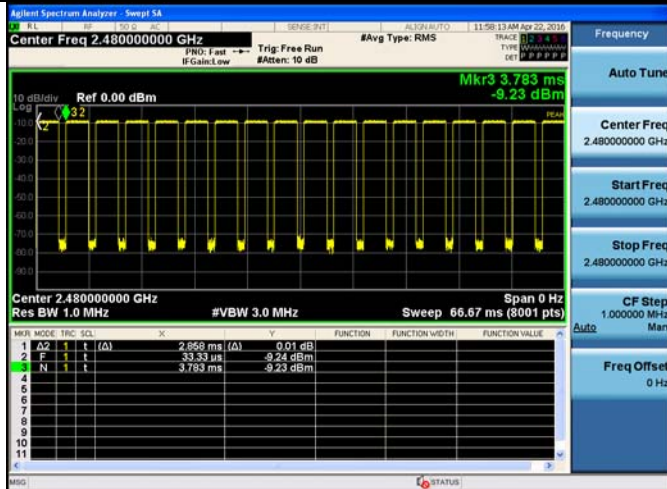 Agilent Spectrum Analyzer - Swept SA
RL RF 50 Ω AC SENSE:INT ALIGN AUTO 11:58:13 AM Apr 22, 2016
Center Freq 2.480000000 GHz
PNO: Fast
IFGain:Low
Trig: Free Run
#Atten: 10 dB
#Avg Type: RMS
TRACE 1 2 3 4 5 6
TYPE
DET P P P P P P
Mkr3 3.783 ms
-9.23 dBm
10 dB/div Ref 0.00 dBm
Log
-10.0
-20.0
-30.0
-40.0
-50.0
-60.0
-70.0
-80.0
-90.0
PEAK
Center 2.480000000 GHz Span 0 Hz
Res BW 1.0 MHz #VBW 3.0 MHz Sweep 66.67 ms (8001 pts)
MKR MODE TRC SCL X Y FUNCTION FUNCTION WIDTH FUNCTION VALUE
1 Δ2 1 t (Δ) 2.858 ms (Δ) 0.01 dB
2 F 1 t 33.33 µs -9.24 dBm
3 N 1 t 3.783 ms -9.23 dBm
4
5
6
7
8
9
10
11
MSG STATUS
Frequency
Auto Tune
Center Freq
2.480000000 GHz
Start Freq
2.480000000 GHz
Stop Freq
2.480000000 GHz
CF Step
1.000000 MHz
Auto Man
Freq Offset
0 Hz